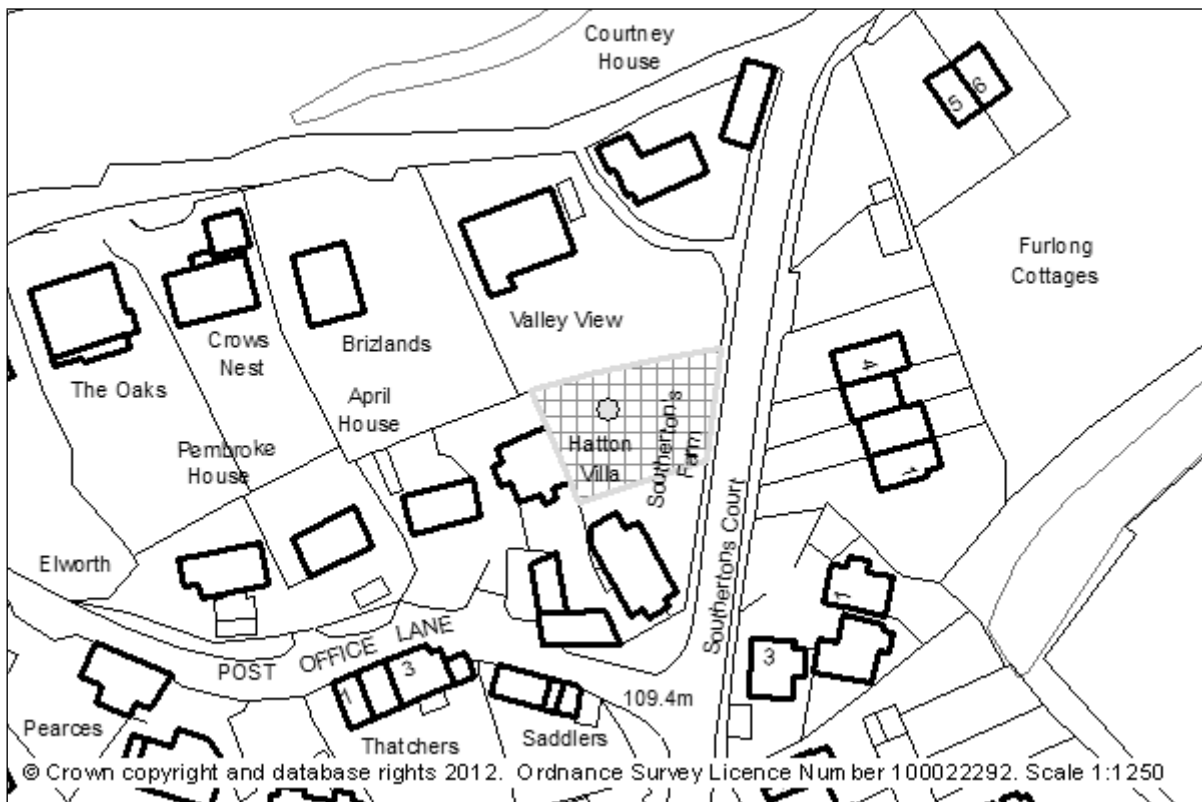 Courtney
House
5
6
Furlong
Cottages
Valley View
Crows
Nest
Brizlands
The Oaks
April
House
4
Pembroke
House
Hatton
Villa
Southerton's
Farm
1
Southertons Court
Elworth
1
POST OFFICE LANE
3
1
3
109.4m
Pearces
Thatchers
Saddlers
© Crown copyright and database rights 2012. Ordnance Survey Licence Number 100022292. Scale 1:1250